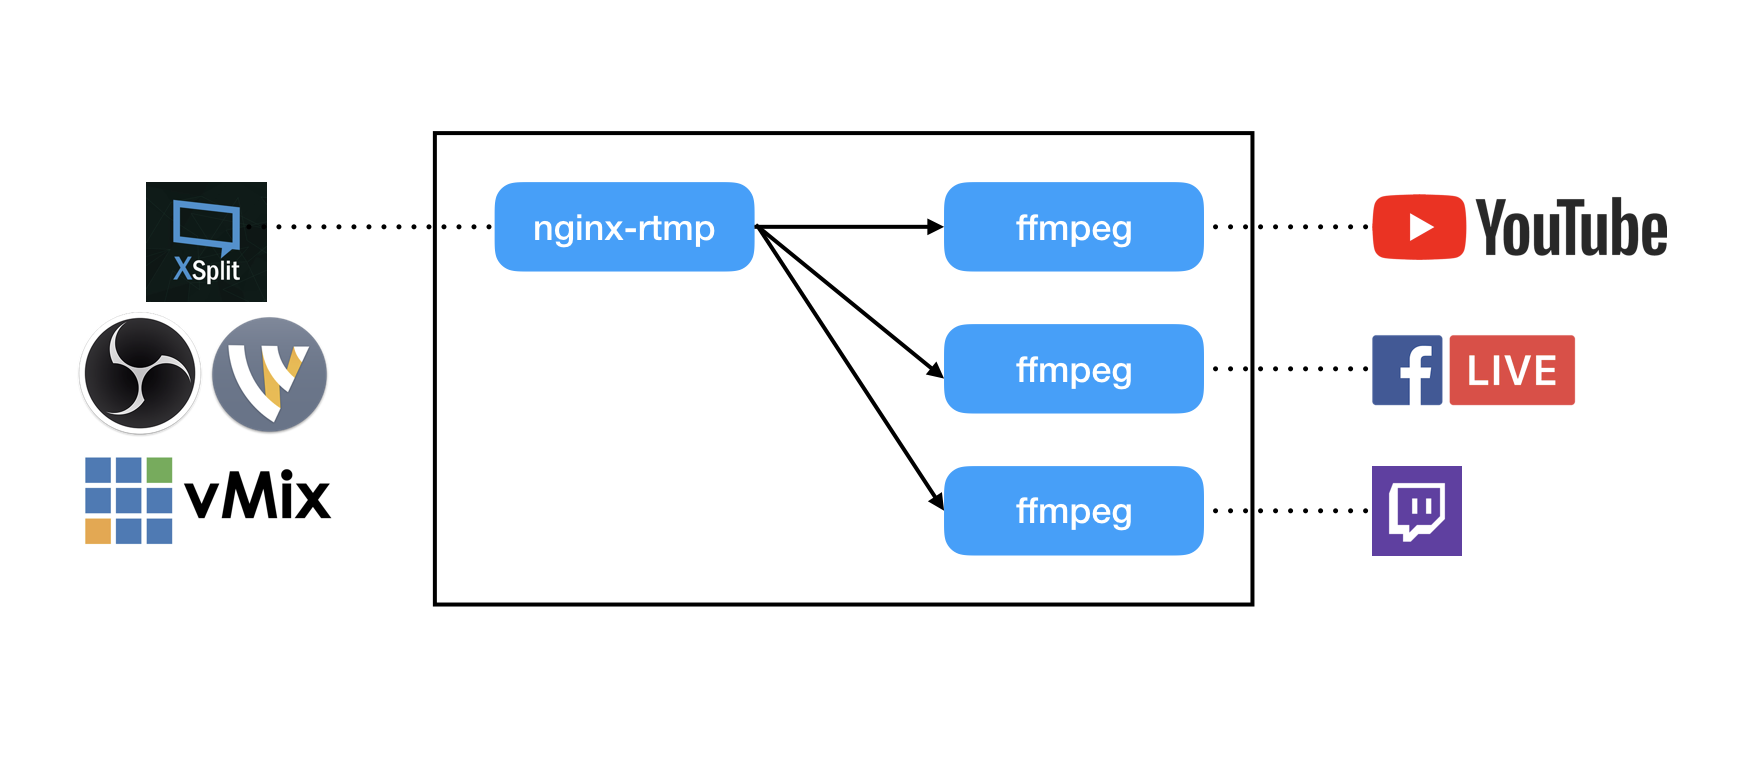 XSplit
vMix
nginx-rtmp
ffmpeg
ffmpeg
ffmpeg
YouTube
f LIVE